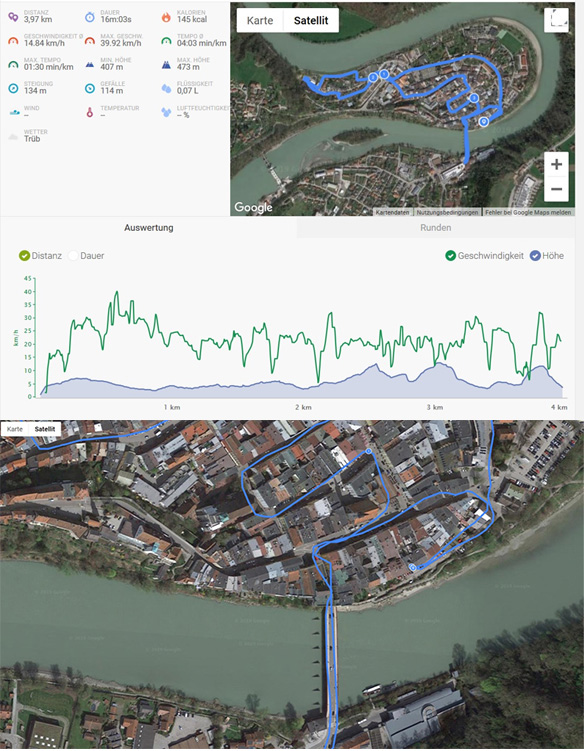 DISTANZ
3,97 km
DAUER
16m:03s
KALORIEN
145 kcal
GESCHWINDIGKEIT Ø
14.84 km/h
MAX. GESCHW.
39.92 km/h
TEMPO Ø
04:03 min/km
MAX. TEMPO
01:30 min/km
MIN. HÖHE
407 m
MAX. HÖHE
473 m
STEIGUNG
134 m
GEFÄLLE
114 m
FLÜSSIGKEIT
0,07 L
WIND
--
TEMPERATUR
--
LUFTFEUCHTIGKEI
-- %
WETTER
Trüb
Karte Satellit
+
−
Google
Kartendaten Nutzungsbedingungen Fehler bei Google Maps melden
Auswertung Runden
Distanz Dauer Geschwindigkeit Höhe
45
40
35
30
25
20
15
10
5
0
km/h
1 km 2 km 3 km 4 km
Karte Satellit